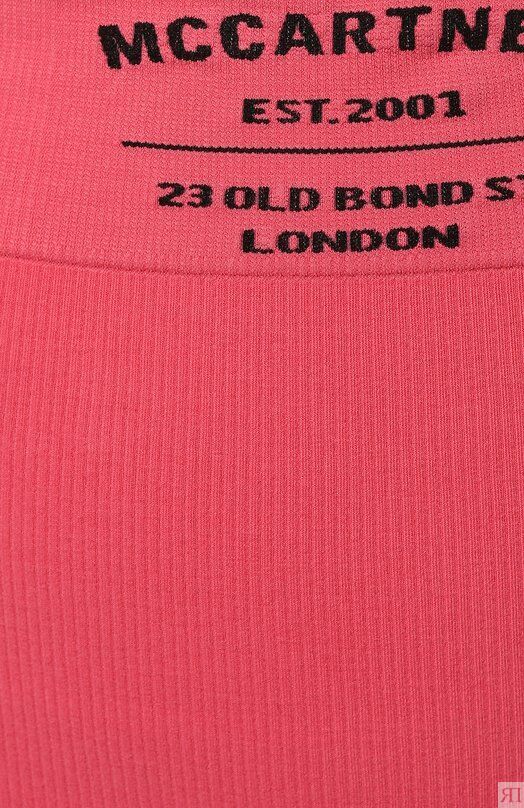 MCCARTNE
EST. 2001
23 OLD BOND ST
LONDON